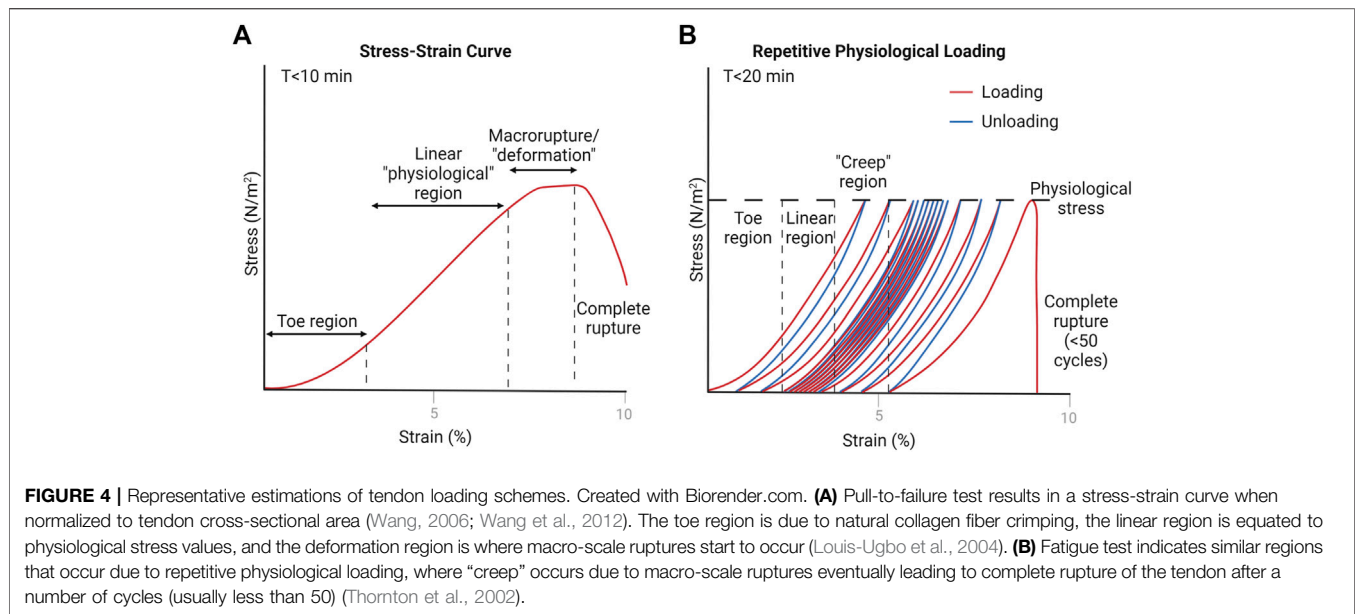 A
Stress-Strain Curve
T<10 min
Macrorupture/
"deformation"
Linear
"physiological"
region
Toe region
Complete
rupture
Stress (N/m²)
5
10
Strain (%)
B
Repetitive Physiological Loading
T<20 min
Loading
Unloading
"Creep"
region
Physiological
stress
Toe
region
Linear
region
Complete
rupture
(<50
cycles)
Stress (N/m²)
5
10
Strain (%)
FIGURE 4 | Representative estimations of tendon loading schemes. Created with Biorender.com. (A) Pull-to-failure test results in a stress-strain curve when
normalized to tendon cross-sectional area (Wang, 2006; Wang et al., 2012). The toe region is due to natural collagen fiber crimping, the linear region is equated to
physiological stress values, and the deformation region is where macro-scale ruptures start to occur (Louis-Ugbo et al., 2004). (B) Fatigue test indicates similar regions
that occur due to repetitive physiological loading, where “creep” occurs due to macro-scale ruptures eventually leading to complete rupture of the tendon after a
number of cycles (usually less than 50) (Thornton et al., 2002).